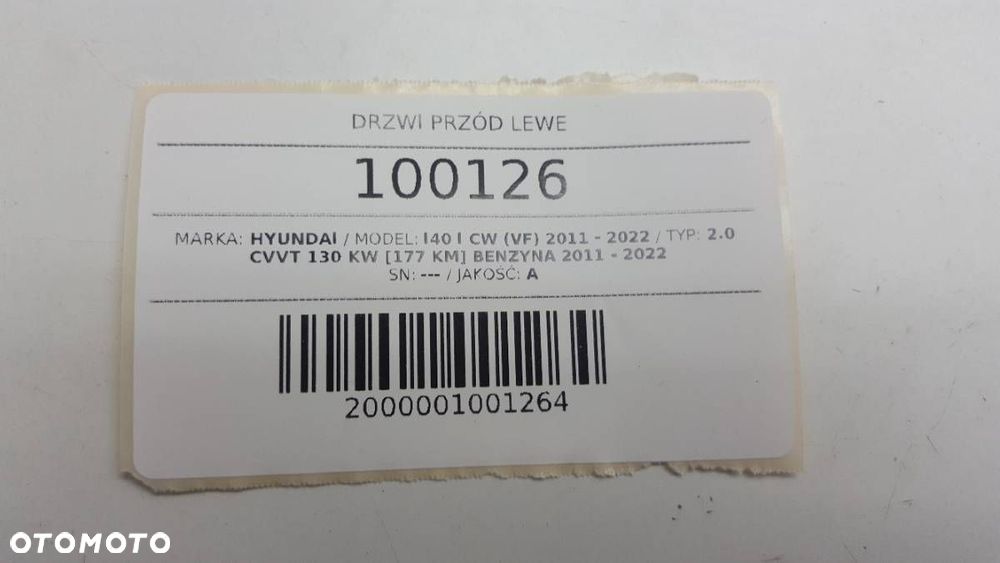 DRZWI PRZÓD LEWE
100126
MARKA: HYUNDAI / MODEL: I40 I CW (VF) 2011 - 2022 / TYP: 2.0
CVVT 130 KW [177 KM] BENZYNA 2011 - 2022
SN: --- / JAKOŚĆ: A
2000001001264
OTOMOTO